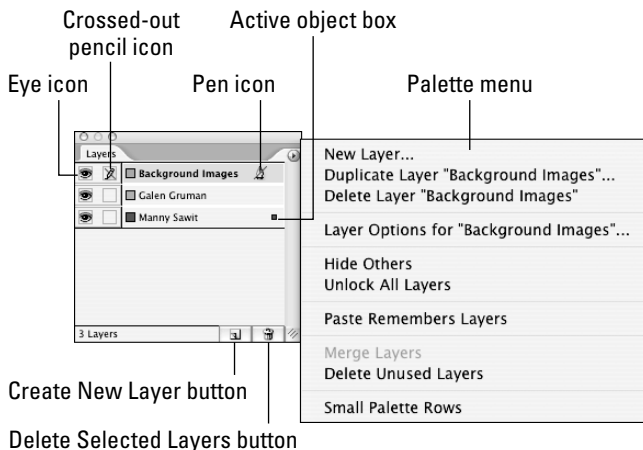 Crossed-out
pencil icon
Active object box
Eye icon
Pen icon
Palette menu
Layers
Background Images
Galen Gruman
Manny Sawit
3 Layers
New Layer...
Duplicate Layer "Background Images"...
Delete Layer "Background Images"
Layer Options for "Background Images"...
Hide Others
Unlock All Layers
Paste Remembers Layers
Merge Layers
Delete Unused Layers
Small Palette Rows
Create New Layer button
Delete Selected Layers button